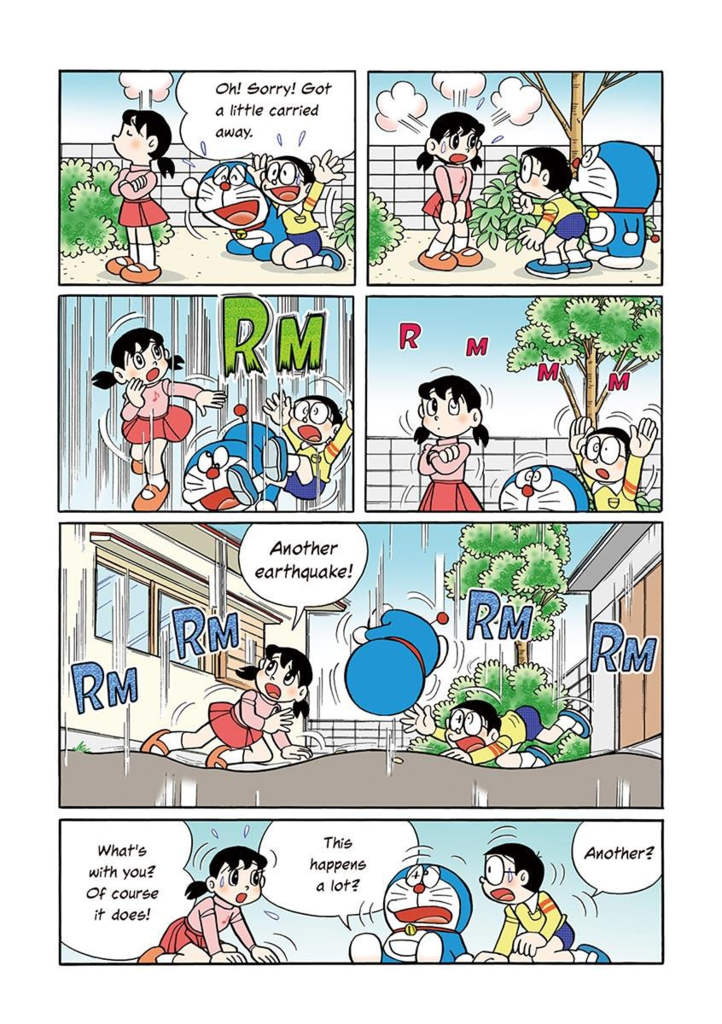 Oh! Sorry! Got
a little carried
away.
R M M M
RM
Another
earthquake!
RM
RM
RM
RM
Another?
This
happens
a lot?
What's
with you?
Of course
it does!